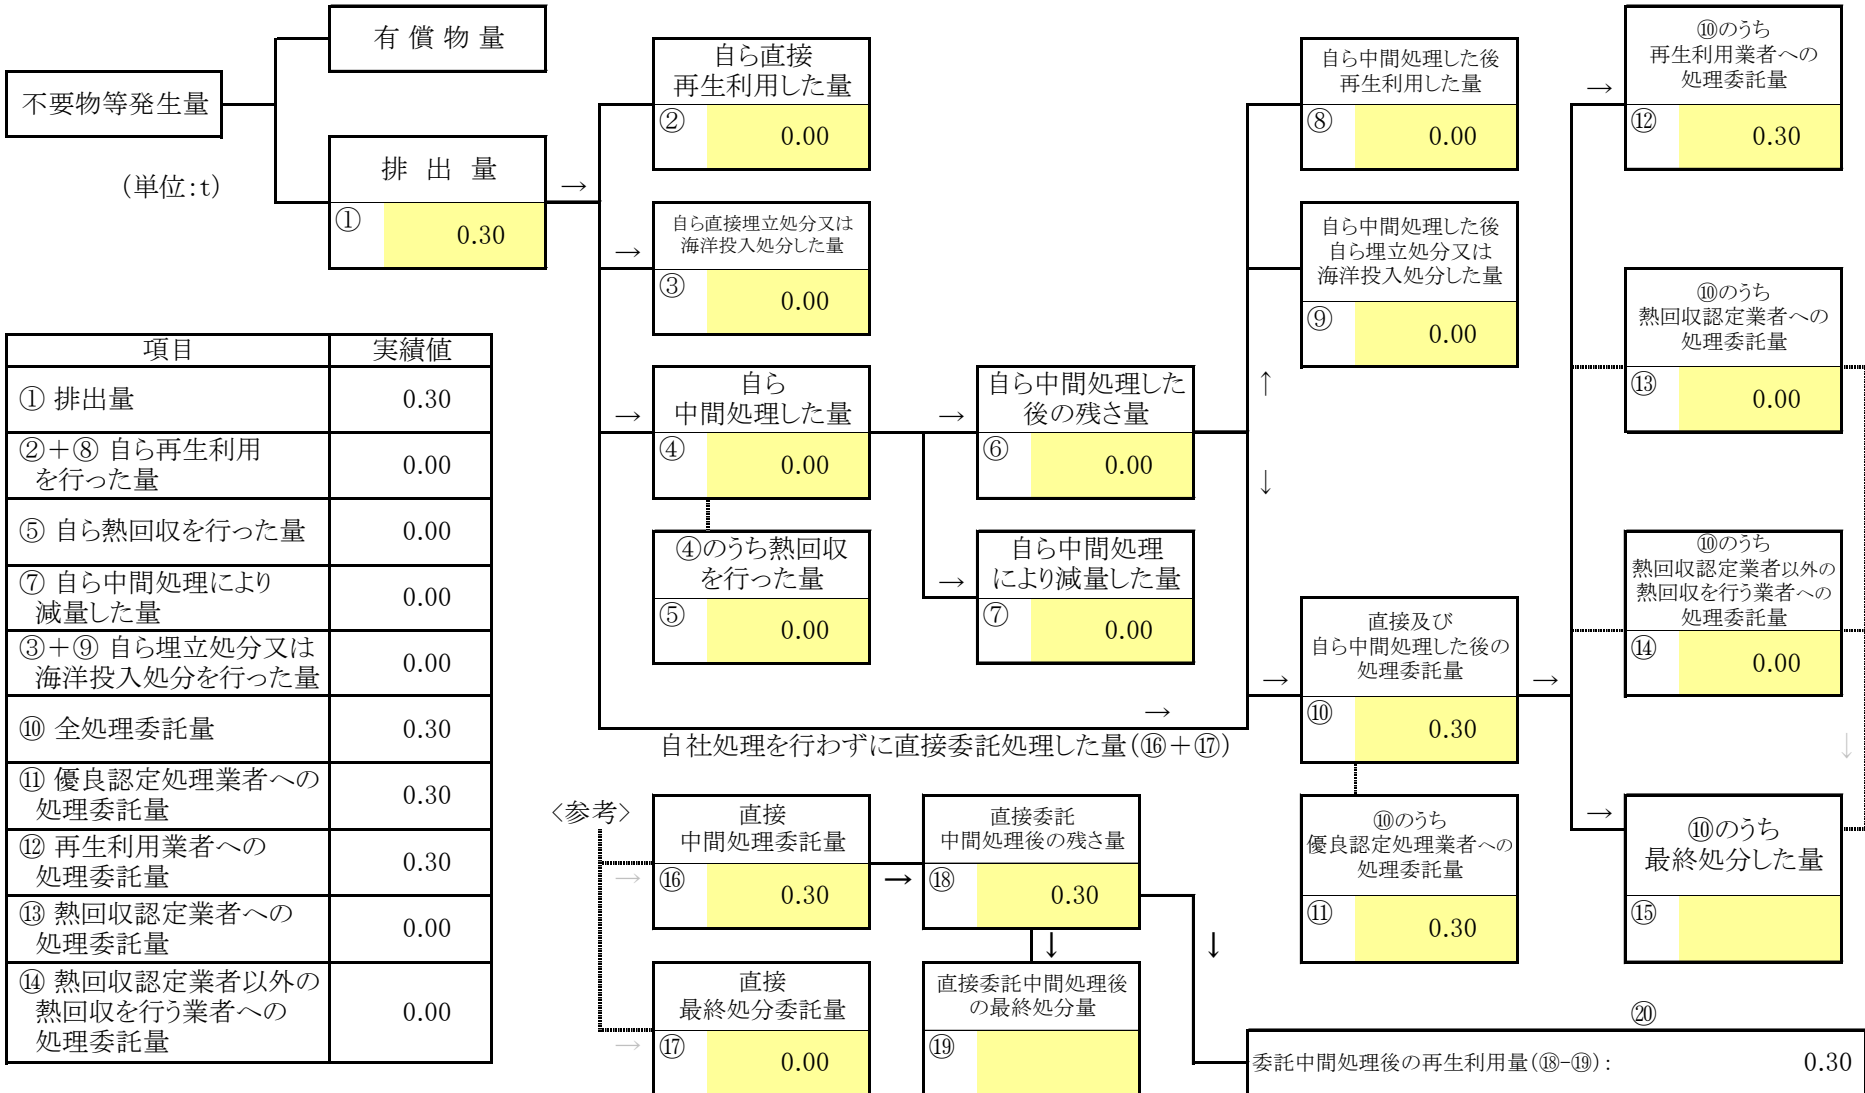 有 償 物 量
不要物等発生量
排 出 量
①
0.30
(単位:t)
→
自ら直接
再生利用した量
②
0.00
→
自ら直接埋立処分又は
海洋投入処分した量
③
0.00
→
自ら
中間処理した量
④
0.00
④のうち熱回収
を行った量
⑤
0.00
→
自ら中間処理した
後の残さ量
⑥
0.00
→
自ら中間処理
により減量した量
⑦
0.00
↑
↓
自ら中間処理した後
再生利用した量
⑧
0.00
自ら中間処理した後
自ら埋立処分又は
海洋投入処分した量
⑨
0.00
→
自社処理を行わずに直接委託処理した量(⑯+⑰)
→
直接及び
自ら中間処理した後の
処理委託量
⑩
0.30
⑩のうち
優良認定処理業者への
処理委託量
⑪
0.30
→
→
⑩のうち
再生利用業者への
処理委託量
⑫
0.30
⑩のうち
熱回収認定業者への
処理委託量
⑬
0.00
⑩のうち
熱回収認定業者以外の
熱回収を行う業者への
処理委託量
⑭
0.00
↓
→
⑩のうち
最終処分した量
⑮
項目 実績値
① 排出量 0.30
②+⑧ 自ら再生利用
を行った量 0.00
⑤ 自ら熱回収を行った量 0.00
⑦ 自ら中間処理により
減量した量 0.00
③+⑨ 自ら埋立処分又は
海洋投入処分を行った量 0.00
⑩ 全処理委託量 0.30
⑪ 優良認定処理業者への
処理委託量 0.30
⑫ 再生利用業者への
処理委託量 0.30
⑬ 熱回収認定業者への
処理委託量 0.00
⑭ 熱回収認定業者以外の
熱回収を行う業者への
処理委託量 0.00
〈参考〉
→
直接
中間処理委託量
⑯
0.30
→
直接委託
中間処理後の残さ量
⑱
0.30
↓
↓
→
直接
最終処分委託量
⑰
0.00
直接委託中間処理後
の最終処分量
⑲
⑳
委託中間処理後の再生利用量(⑱-⑲): 0.30